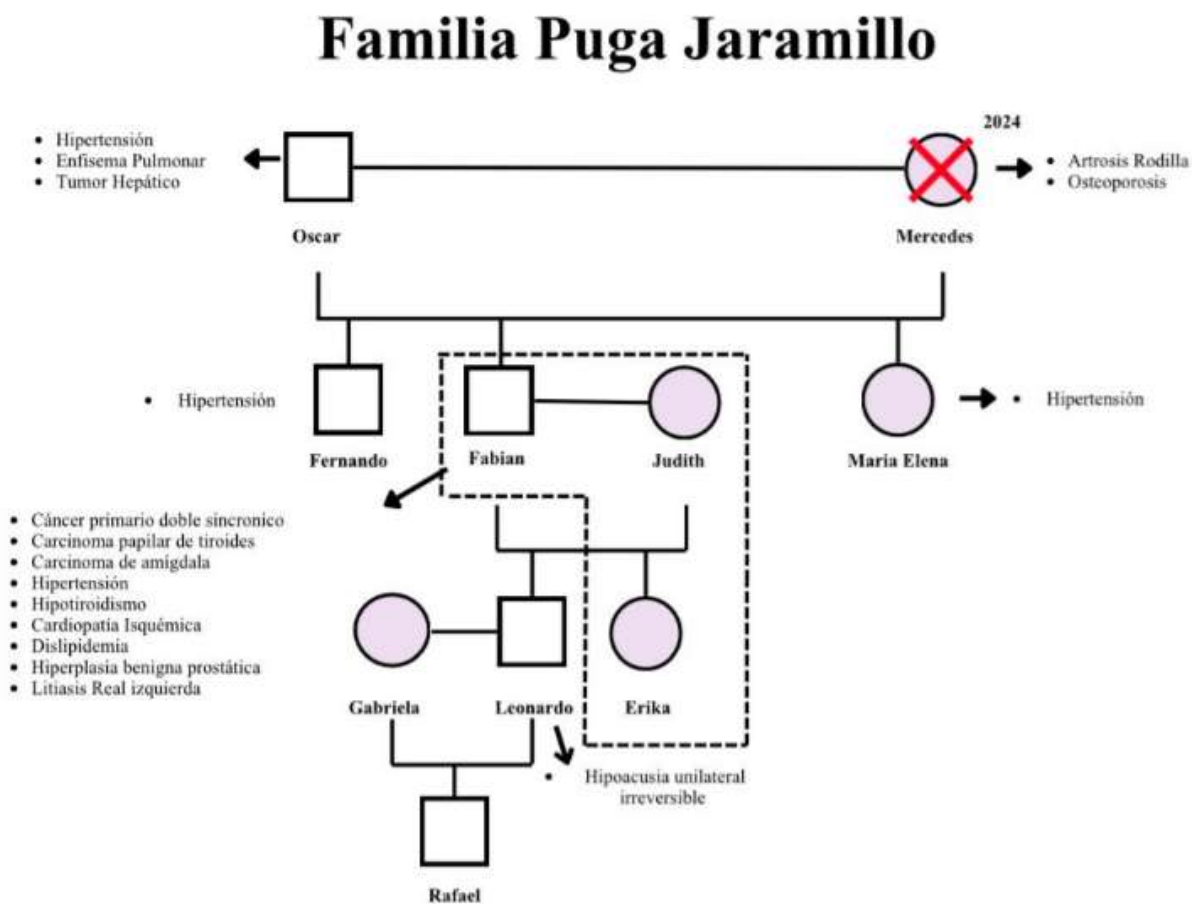 Familia Puga Jaramillo
2024
• Hipertensión
• Enfisema Pulmonar
• Tumor Hepático
• Artrosis Rodilla
• Osteoporosis
Oscar
Mercedes
• Hipertensión
• Hipertensión
Fernando
Fabian
Judith
Maria Elena
• Cáncer primario doble sincronico
• Carcinoma papilar de tiroides
• Carcinoma de amígdala
• Hipertensión
• Hipotiroidismo
• Cardiopatía Isquémica
• Dislipidemia
• Hiperplasia benigna prostática
• Litiasis Real izquierda
Gabriela
Leonardo
Erika
• Hipoacusia unilateral
irreversible
Rafael